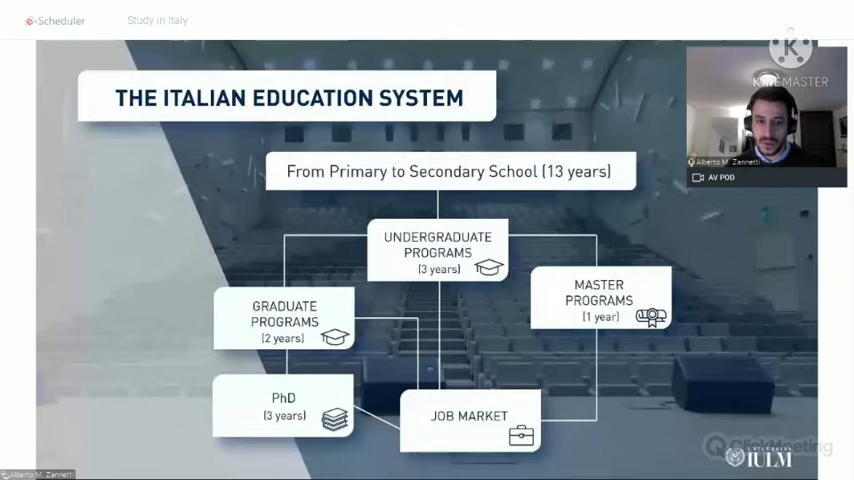 e-Scheduler
Study in Italy
K
KINEMASTER
THE ITALIAN EDUCATION SYSTEM
Alberto M. Zannetti
AV POD
From Primary to Secondary School (13 years)
UNDERGRADUATE
PROGRAMS
(3 years)
MASTER
PROGRAMS
(1 year)
GRADUATE
PROGRAMS
(2 years)
PhD
(3 years)
JOB MARKET
ClickMeeting
UNIVERSITÀ
IULM
Alberto M. Zannetti